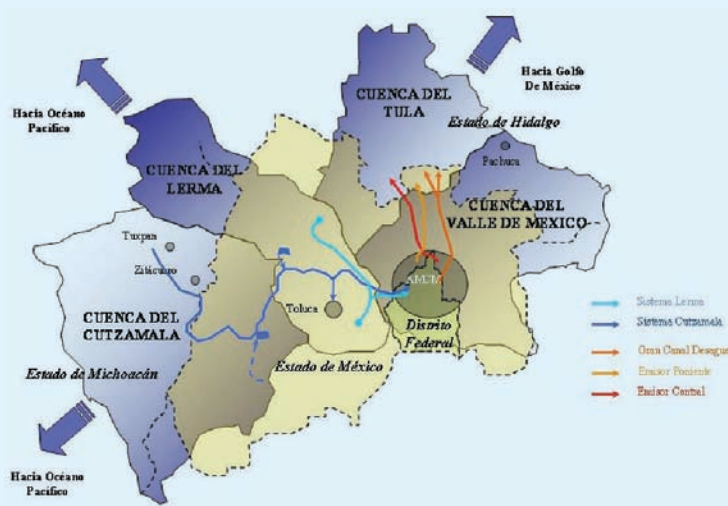 Hacia Golfo
De México
Hacia Océano
Pacífico
CUENCA DEL
TULA
Estado de Hidalgo
Pachuca
CUENCA DEL
LERMA
CUENCA DEL
VALLE DE MEXICO
Tuxpan
Zitácuaro
AMCM
Toluca
CUENCA DEL
CUTZAMALA
Distrito
Federal
Estado de México
Estado de Michoacán
Hacia Océano
Pacífico
Sistema Lerma
Sistema Cutzamala
Gran Canal Desague
Emisor Poniente
Emisor Central